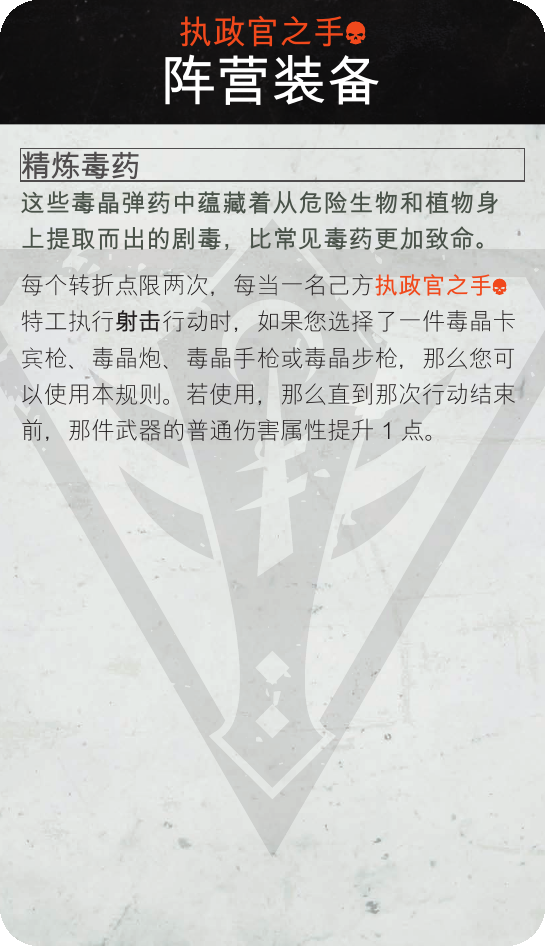 执政官之手
阵营装备
精炼毒药
这些毒晶弹药中蕴藏着从危险生物和植物身
上提取而出的剧毒，比常见毒药更加致命。
每个转折点限两次，每当一名己方执政官之手
特工执行射击行动时，如果您选择了一件毒晶卡
宾枪、毒晶炮、毒晶手枪或毒晶步枪，那么您可
以使用本规则。若使用，那么直到那次行动结束
前，那件武器的普通伤害属性提升 1 点。